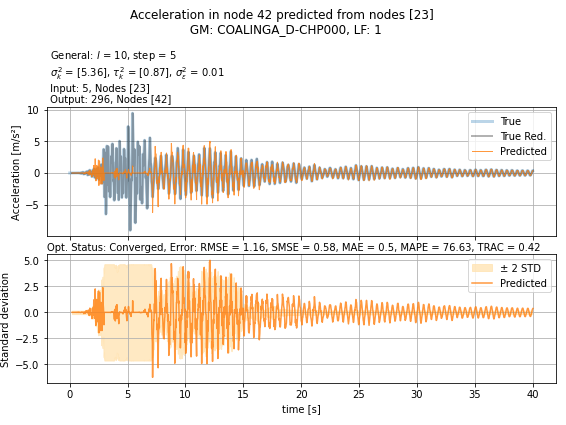 Acceleration in node 42 predicted from nodes [23]
GM: COALINGA_D-CHP000, LF: 1
General: l = 10, step = 5
σ²ₖ = [5.36], τ²ₖ = [0.87], σ²ε = 0.01
Input: 5, Nodes [23]
Output: 296, Nodes [42]
Acceleration [m/s²]
10
5
0
−5
True
True Red.
Predicted
Opt. Status: Converged, Error: RMSE = 1.16, SMSE = 0.58, MAE = 0.5, MAPE = 76.63, TRAC = 0.42
Standard deviation
5.0
2.5
0.0
−2.5
−5.0
± 2 STD
Predicted
0 5 10 15 20 25 30 35 40
time [s]